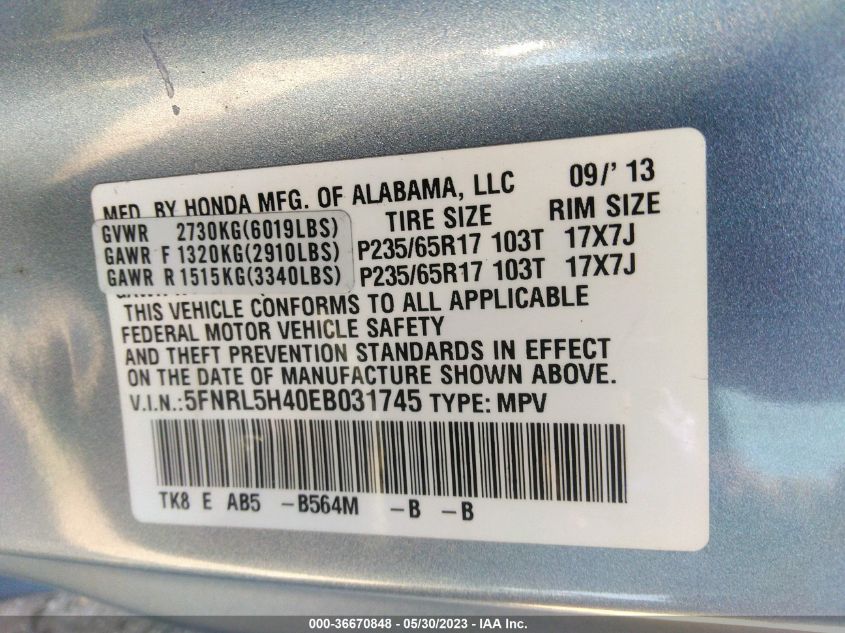 MFD. BY HONDA MFG. OF ALABAMA, LLC 09/' 13
TIRE SIZE RIM SIZE
GVWR 2730KG(6019LBS)
GAWR F 1320KG(2910LBS) P235/65R17 103T 17X7J
GAWR R 1515KG(3340LBS) P235/65R17 103T 17X7J
THIS VEHICLE CONFORMS TO ALL APPLICABLE
FEDERAL MOTOR VEHICLE SAFETY
AND THEFT PREVENTION STANDARDS IN EFFECT
ON THE DATE OF MANUFACTURE SHOWN ABOVE.
V.I.N.:5FNRL5H40EB031745 TYPE: MPV
TK8 E AB5 -B564M -B -B
000-36670848 - 05/30/2023 - IAA Inc.